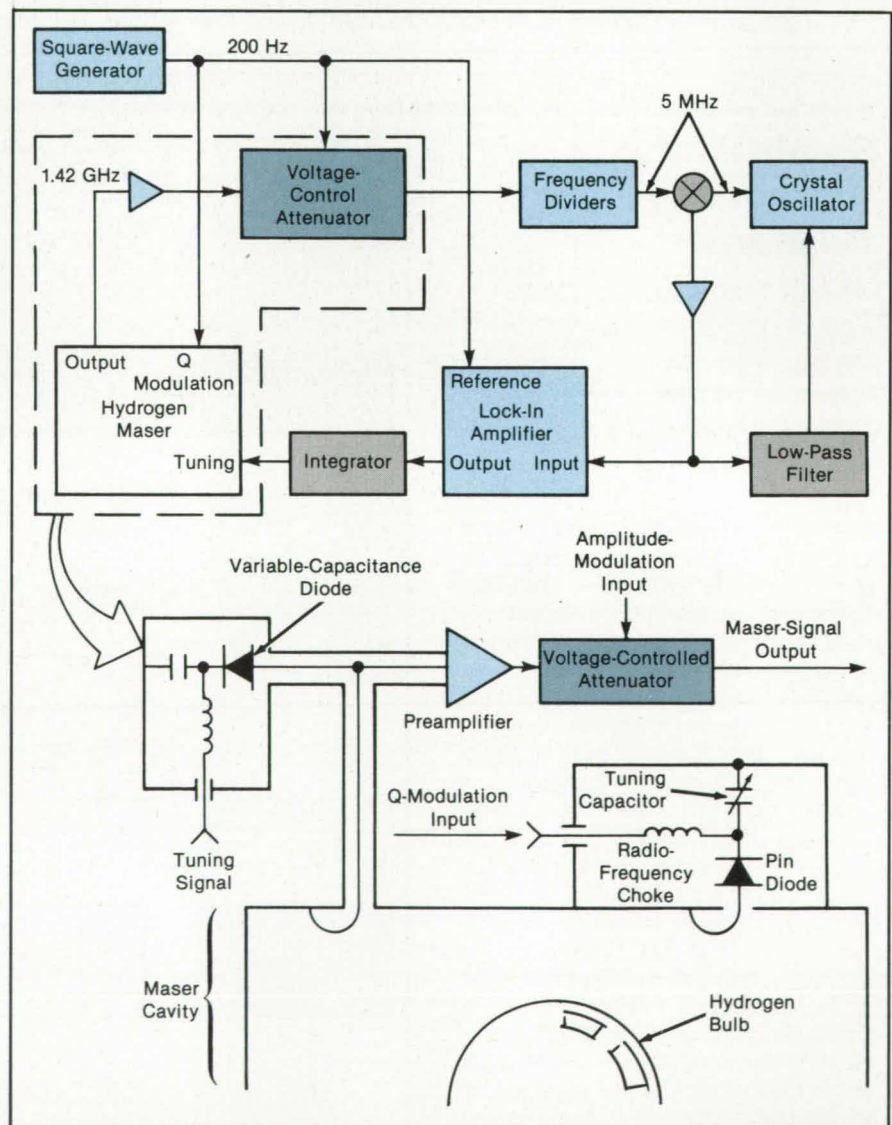 Square-Wave
Generator
200 Hz
5 MHz
1.42 GHz
Voltage-
Control
Attenuator
Frequency
Dividers
Crystal
Oscillator
Output
Q
Modulation
Hydrogen
Maser
Tuning
Integrator
Reference
Lock-In
Amplifier
Output
Input
Low-Pass
Filter
Variable-Capacitance
Diode
Amplitude-
Modulation
Input
Maser-Signal
Output
Voltage-Controlled
Attenuator
Preamplifier
Tuning
Signal
Q-Modulation
Input
Tuning
Capacitor
Radio-
Frequency
Choke
Pin
Diode
Maser
Cavity
Hydrogen
Bulb